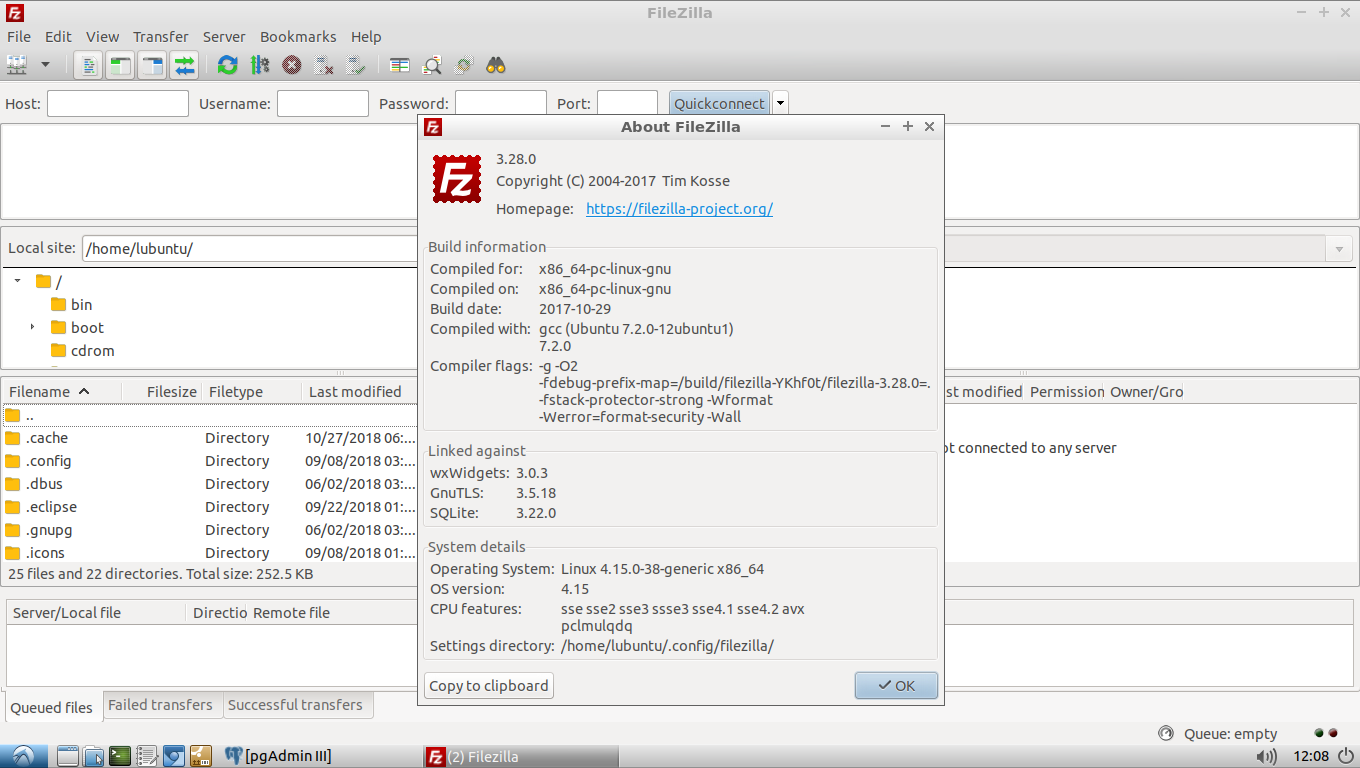 FileZilla
File Edit View Transfer Server Bookmarks Help
Host: Username: Password: Port: Quickconnect
About FileZilla
3.28.0
Copyright (C) 2004-2017 Tim Kosse
Homepage: https://filezilla-project.org/
Build information
Compiled for: x86_64-pc-linux-gnu
Compiled on: x86_64-pc-linux-gnu
Build date: 2017-10-29
Compiled with: gcc (Ubuntu 7.2.0-12ubuntu1)
7.2.0
Compiler flags: -g -O2
-fdebug-prefix-map=/build/filezilla-YKhf0t/filezilla-3.28.0=.
-fstack-protector-strong -Wformat
-Werror=format-security -Wall
Linked against
wxWidgets: 3.0.3
GnuTLS: 3.5.18
SQLite: 3.22.0
System details
Operating System: Linux 4.15.0-38-generic x86_64
OS version: 4.15
CPU features: sse sse2 sse3 ssse3 sse4.1 sse4.2 avx
pclmulqdq
Settings directory: /home/lubuntu/.config/filezilla/
Copy to clipboard OK
Local site: /home/lubuntu/
/
bin
boot
cdrom
Filename Filesize Filetype Last modified
..
.cache Directory 10/27/2018 06:...
.config Directory 09/08/2018 03:...
.dbus Directory 06/02/2018 03:...
.eclipse Directory 09/22/2018 01:...
.gnupg Directory 06/02/2018 03:...
.icons Directory 09/08/2018 01:...
25 files and 22 directories. Total size: 252.5 KB
st modified Permission Owner/Gro
ot connected to any server
Server/Local file Directio Remote file
Queued files Failed transfers Successful transfers
Queue: empty
[pgAdmin III] (2) Filezilla 12:08